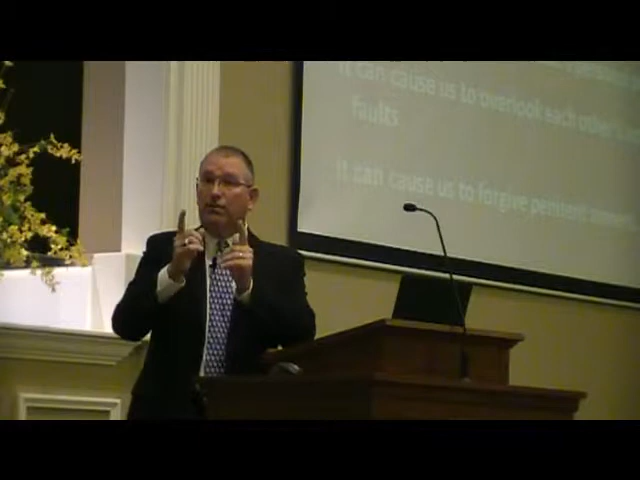 It can cause us to overlook each other's
faults
It can cause us to forgive penitent